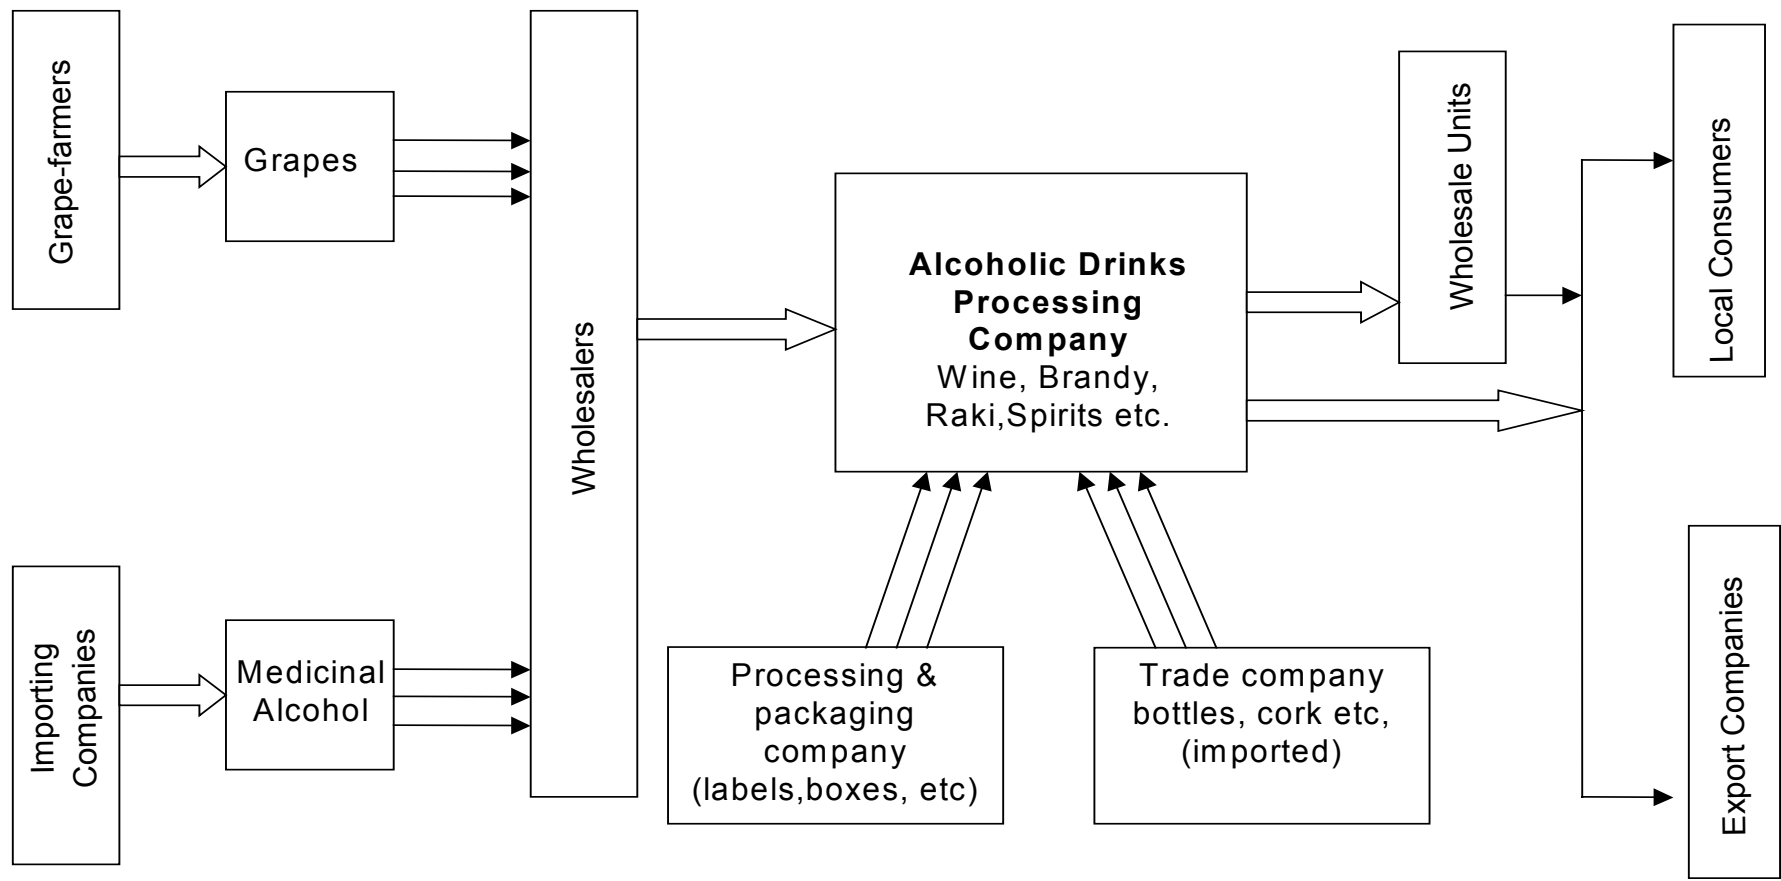 Grape-farmers
Grapes
Wholesalers
Alcoholic Drinks
Processing
Company
Wine, Brandy,
Raki,Spirits etc.
Wholesale Units
Local Consumers
Importing
Companies
Medicinal
Alcohol
Processing &
packaging
company
(labels,boxes, etc)
Trade company
bottles, cork etc,
(imported)
Export Companies